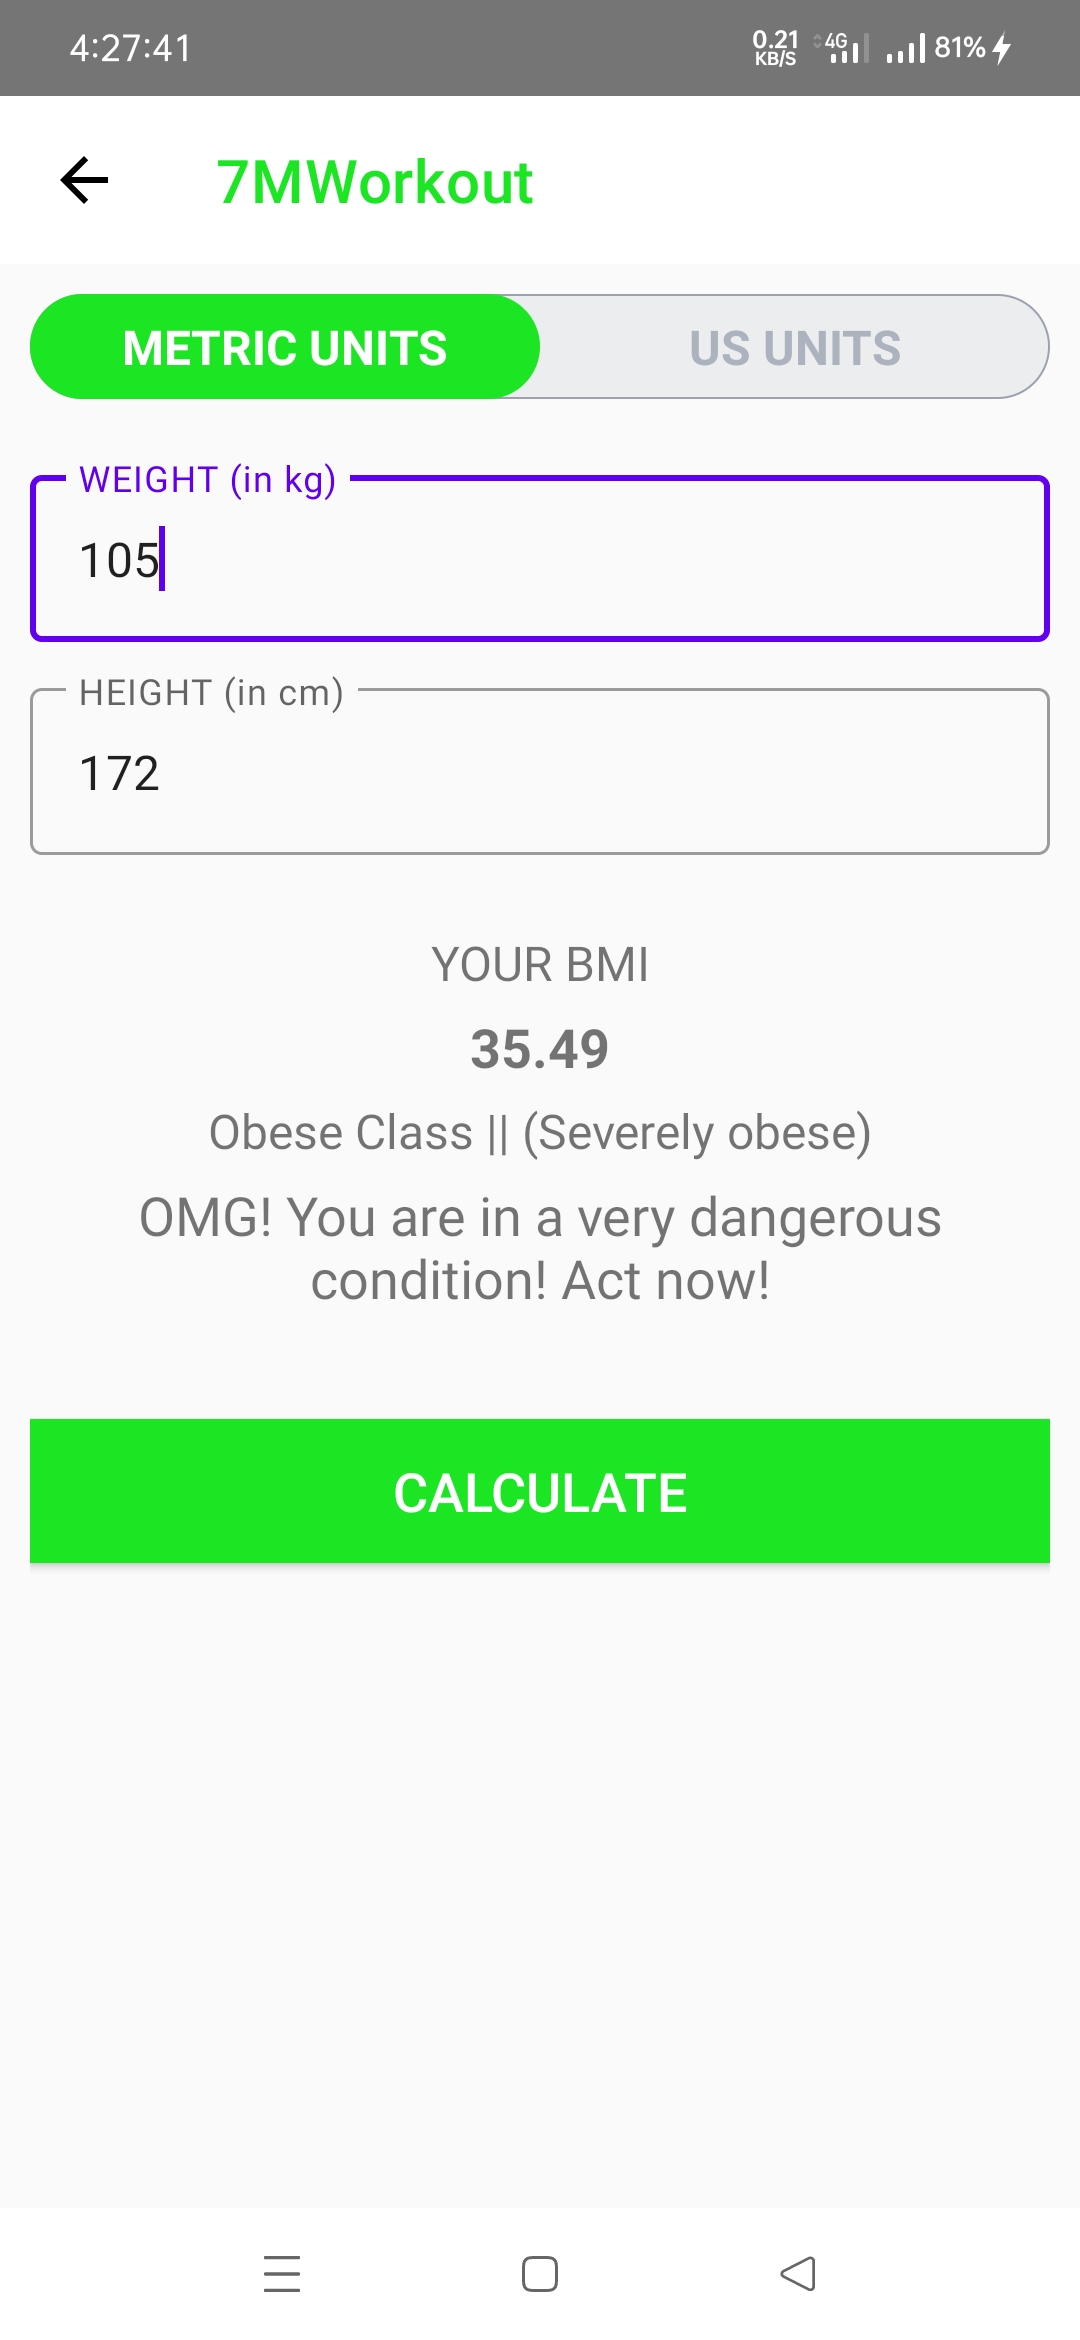 4:27:41
0.21 KB/S 4G 81%
7MWorkout
METRIC UNITS US UNITS
WEIGHT (in kg)
105
HEIGHT (in cm)
172
YOUR BMI
35.49
Obese Class || (Severely obese)
OMG! You are in a very dangerous
condition! Act now!
CALCULATE